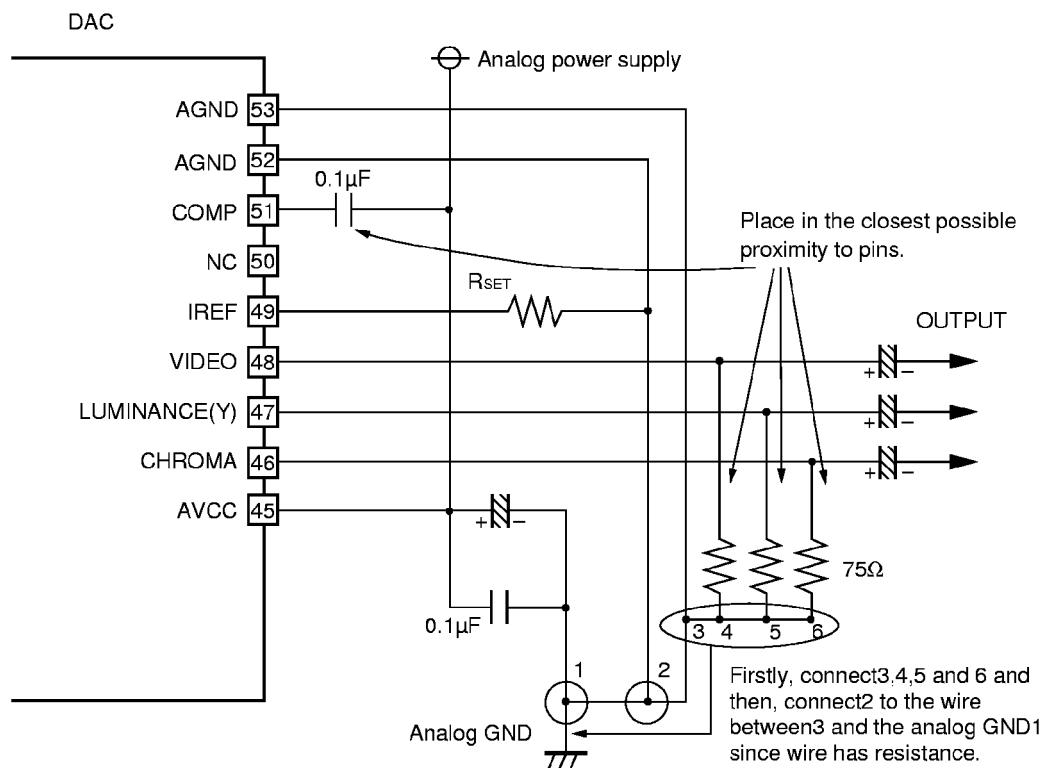 DAC
Analog power supply
AGND 53
AGND 52
0.1µF
COMP 51
Place in the closest possible
proximity to pins.
NC 50
RSET
IREF 49
OUTPUT
VIDEO 48
+ −
LUMINANCE(Y) 47
+ −
CHROMA 46
+ −
AVCC 45
+ −
75Ω
0.1µF
3 4 5 6
1 2
Firstly, connect3,4,5 and 6 and
then, connect2 to the wire
between3 and the analog GND1
since wire has resistance.
Analog GND